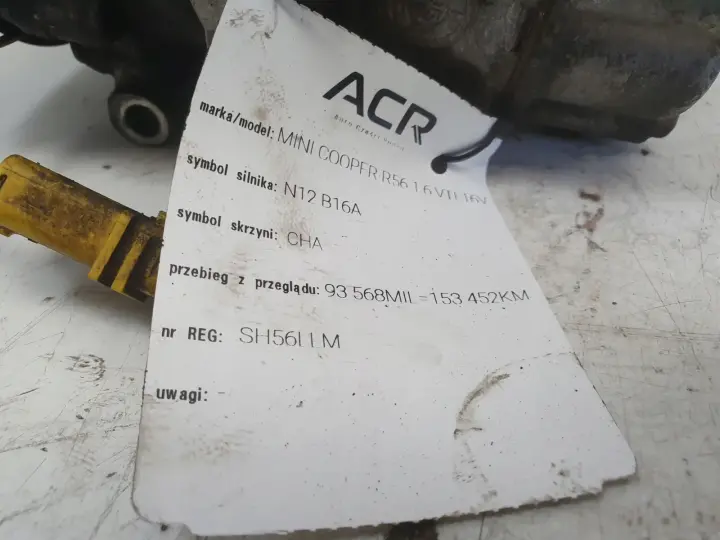 ACR
marka/model: MINI COOPER R56 1.6 VTI 16V
symbol silnika: N12 B16A
symbol skrzyni: CHA
przebieg z przeglądu: 93 568MIL =153 452KM
nr REG:
uwagi: -